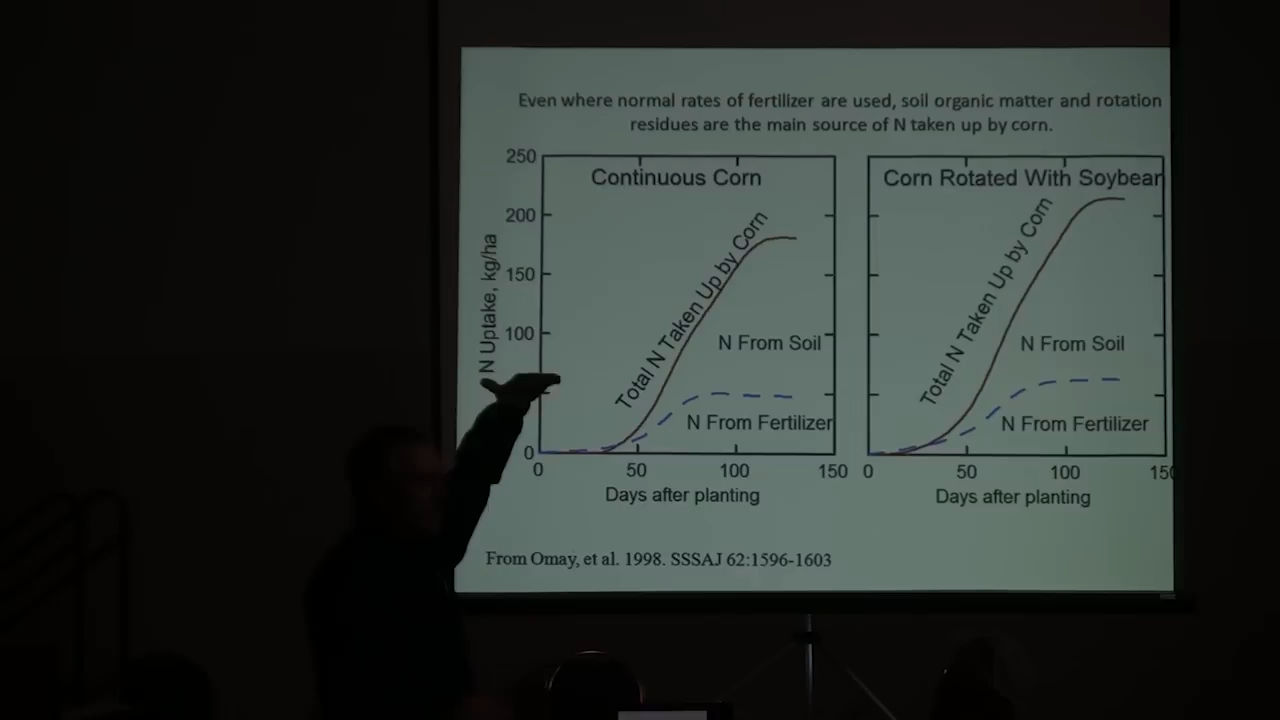 Even where normal rates of fertilizer are used, soil organic matter and rotation
residues are the main source of N taken up by corn.
250
200
150
100
0
N Uptake, kg/ha
Continuous Corn
Total N Taken Up by Corn
N From Soil
N From Fertilizer
0 50 100 150
Days after planting
Corn Rotated With Soybean
Total N Taken Up by Corn
N From Soil
N From Fertilizer
0 50 100 150
Days after planting
From Omay, et al. 1998. SSSAJ 62:1596-1603